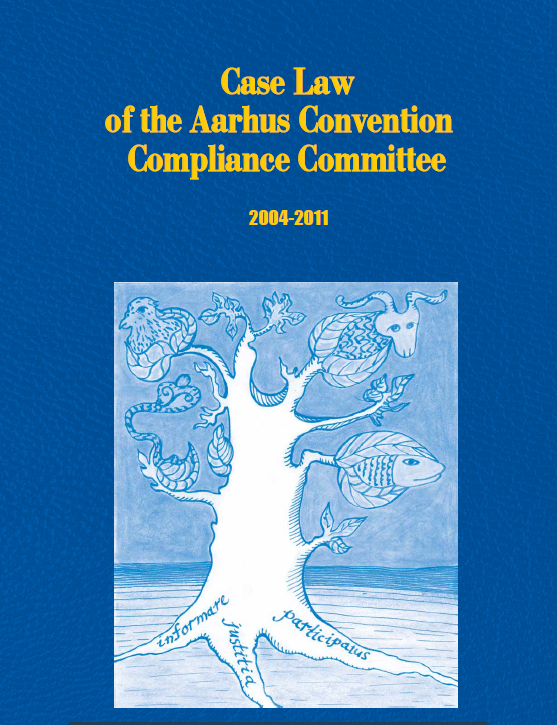 Case Law
of the Aarhus Convention
Compliance Committee
2004-2011
informare
justitia
participatus